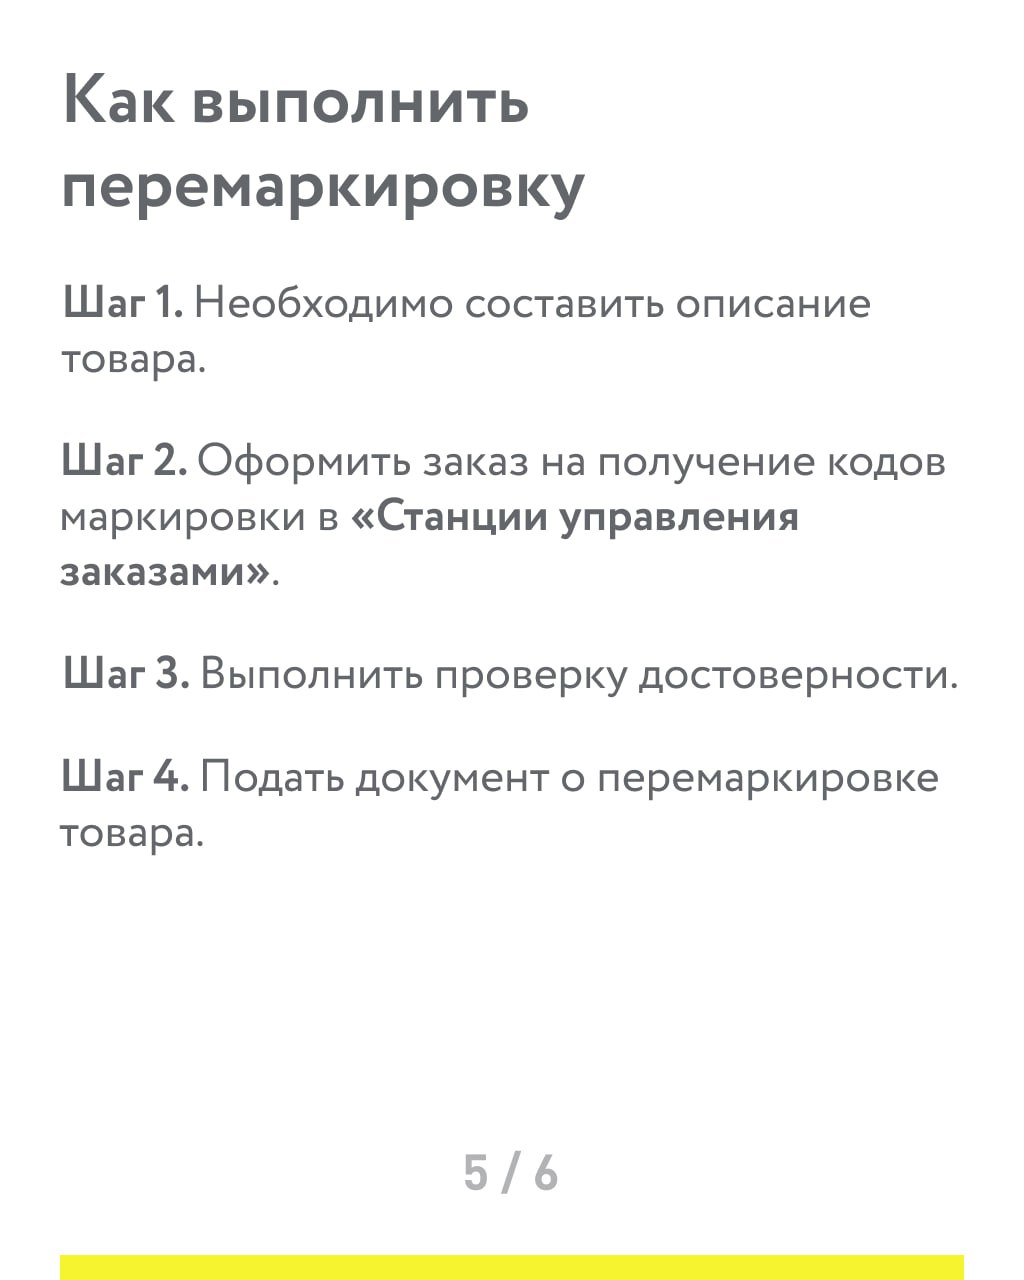 Как выполнить
перемаркировку
Шаг 1. Необходимо составить описание
товара.
Шаг 2. Оформить заказ на получение кодов
маркировки в «Станции управления
заказами».
Шаг 3. Выполнить проверку достоверности.
Шаг 4. Подать документ о перемаркировке
товара.
5 / 6